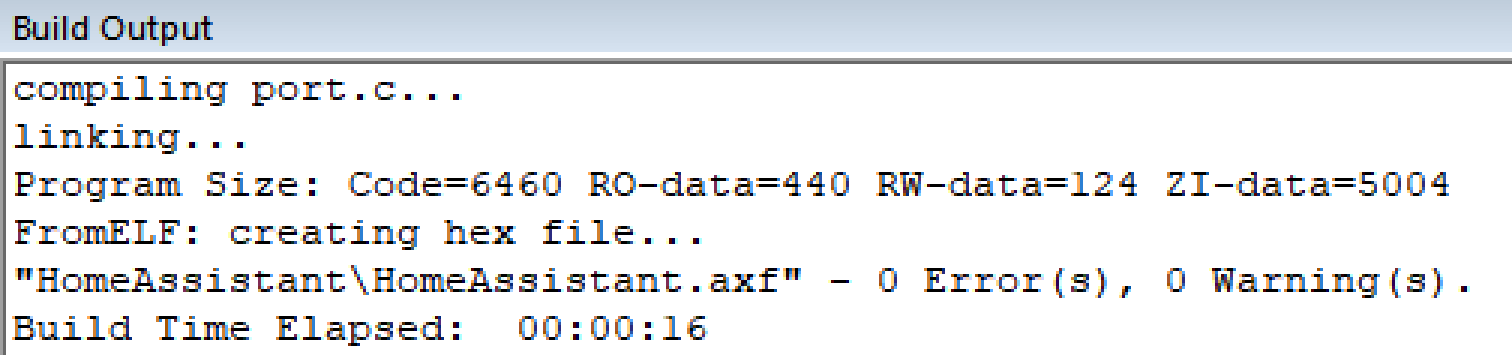 Build Output
compiling port.c...
linking...
Program Size: Code=6460 RO-data=440 RW-data=124 ZI-data=5004
FromELF: creating hex file...
"HomeAssistant\HomeAssistant.axf" - 0 Error(s), 0 Warning(s).
Build Time Elapsed:  00:00:16